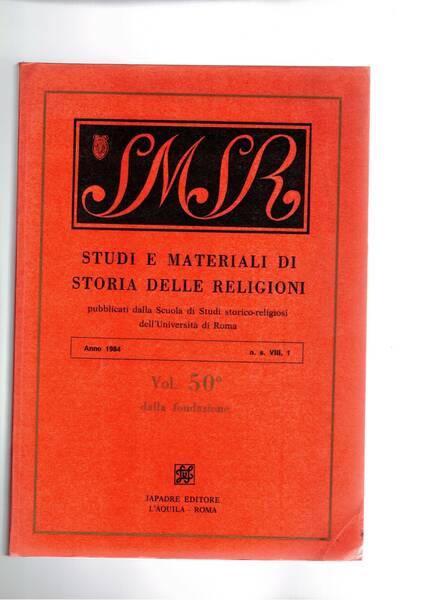 SMSR
STUDI E MATERIALI DI
STORIA DELLE RELIGIONI
pubblicati dalla Scuola di Studi storico-religiosi
dell'Università di Roma
Anno 1984 n. s. VIII, 1
Vol. 50°
dalla fondazione
JAPADRE EDITORE
L'AQUILA - ROMA